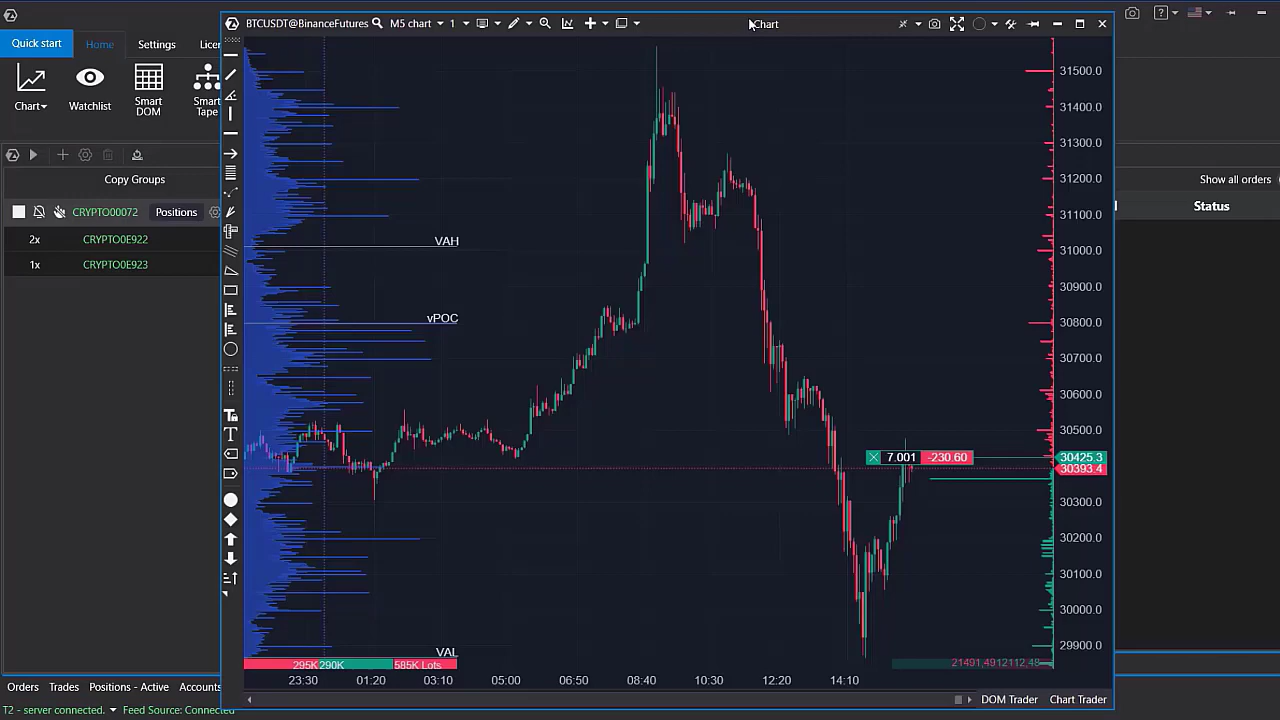 BTCUSDT@BinanceFutures M5 chart 1 Chart
Quick start Home Settings Licen
Chart Watchlist Smart DOM Smart Tape
Copy Groups
CRYPTO00072 Positions
2x CRYPTO0E922
1x CRYPTO0E923
Show all orders
Status
VAH
vPOC
VAL
7.001 -230.60
31500.0
31400.0
31300.0
31200.0
31100.0
31000.0
30900.0
30800.0
30700.0
30600.0
30500.0
30425.3
30393.4
30300.0
30200.0
30100.0
30000.0
29900.0
295K 290K 585K Lots
23:30 01:20 03:10 05:00 06:50 08:40 10:30 12:20 14:10
DOM Trader Chart Trader
Orders Trades Positions - Active Accounts
T2 - server connected. Feed Source: Connected